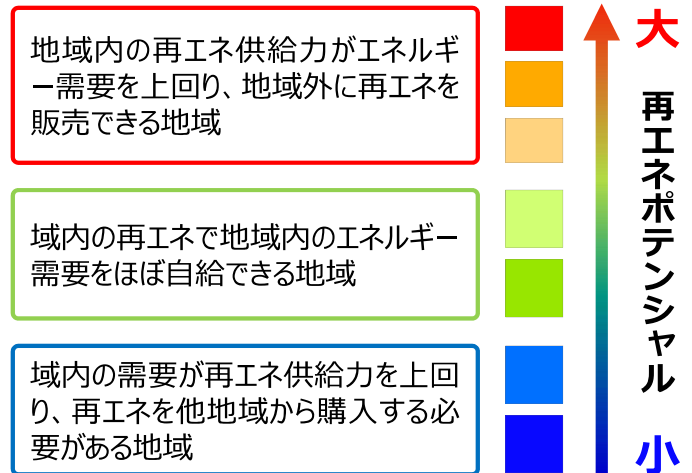 地域内の再エネ供給力がエネルギ
ー需要を上回り、地域外に再エネを
販売できる地域
域内の再エネで地域内のエネルギー
需要をほぼ自給できる地域
域内の需要が再エネ供給力を上回
り、再エネを他地域から購入する必
要がある地域
大
再エネポテンシャル
小